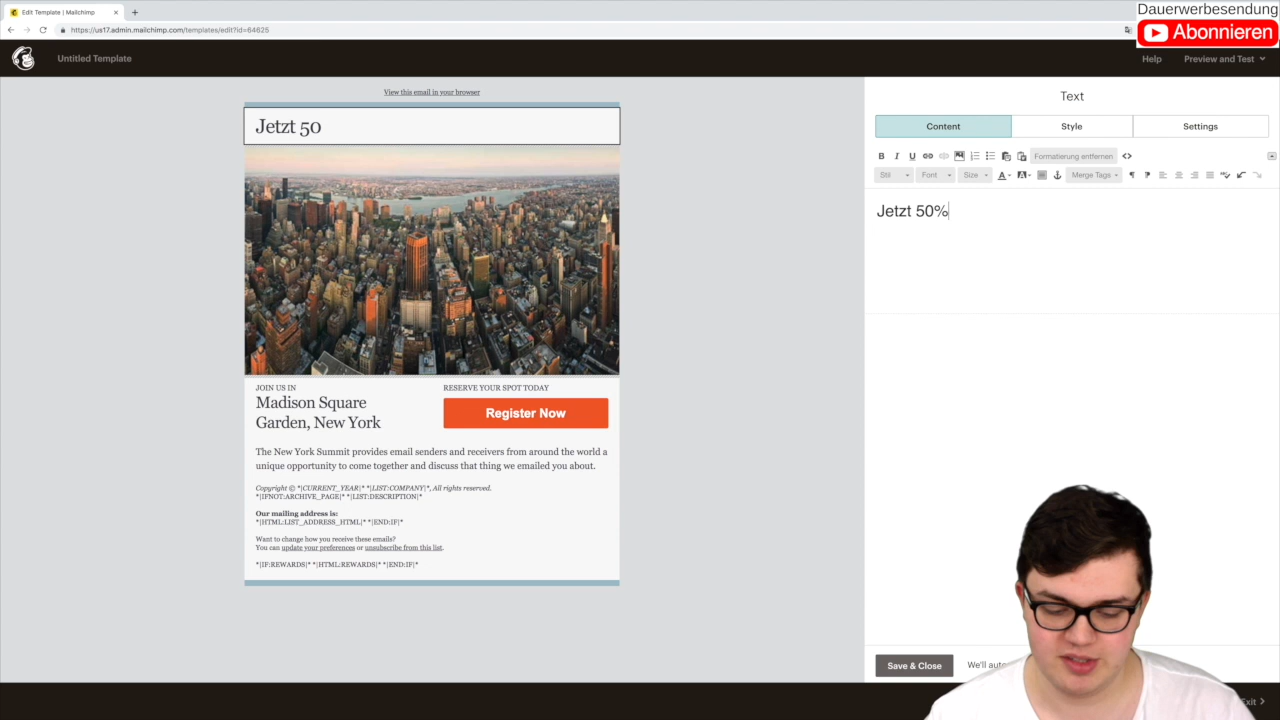 Edit Template | Mailchimp
Dauerwerbesendung
https://us17.admin.mailchimp.com/templates/edit?id=64625
Abonnieren
Untitled Template
Help
Preview and Test
View this email in your browser
Jetzt 50
JOIN US IN
Madison Square
Garden, New York
RESERVE YOUR SPOT TODAY
Register Now
The New York Summit provides email senders and receivers from around the world a
unique opportunity to come together and discuss that thing we emailed you about.
Copyright © *|CURRENT_YEAR|* *|LIST:COMPANY|*, All rights reserved.
*|IFNOT:ARCHIVE_PAGE|* *|LIST:DESCRIPTION|*
Our mailing address is:
*|HTML:LIST_ADDRESS_HTML|* *|END:IF|*
Want to change how you receive these emails?
You can update your preferences or unsubscribe from this list.
*|IF:REWARDS|* *|HTML:REWARDS|* *|END:IF|*
Text
Content
Style
Settings
B I U
Formatierung entfernen
Stil
Font
Size
A
A
Merge Tags
Jetzt 50%
Save & Close
We'll
Exit